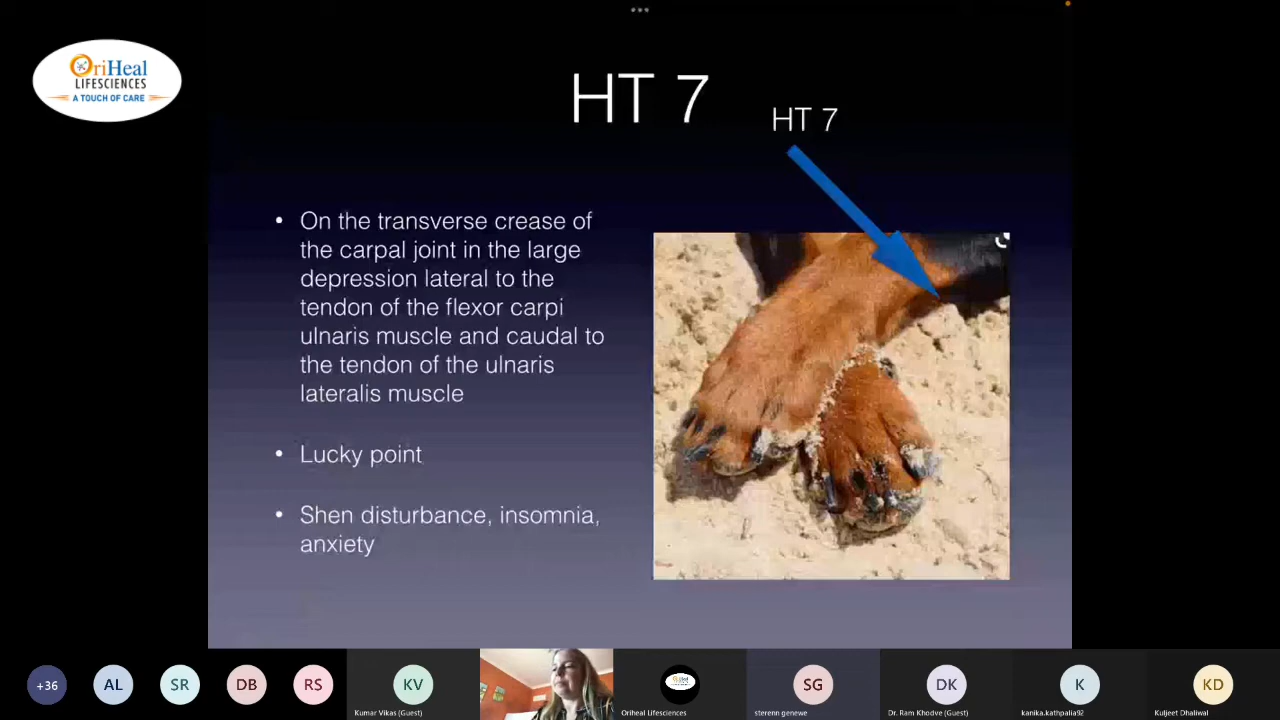 OriHeal
LIFESCIENCES
A TOUCH OF CARE
HT 7
HT 7
• On the transverse crease of
the carpal joint in the large
depression lateral to the
tendon of the flexor carpi
ulnaris muscle and caudal to
the tendon of the ulnaris
lateralis muscle
• Lucky point
• Shen disturbance, insomnia,
anxiety
+36
AL
SR
DB
RS
KV
SG
DK
K
KD
Kumar Vikas (Guest)
Oriheal Lifesciences
sterenn genewe
Dr. Ram Khodve (Guest)
kanika.kathpalia92
Kuljeet Dhaliwal